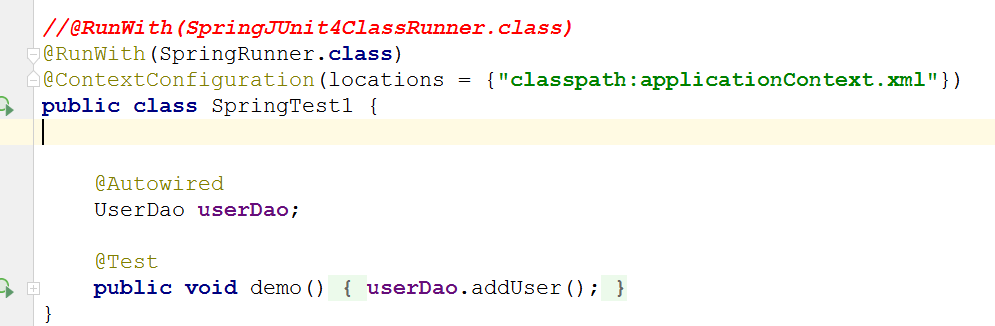 //@RunWith(SpringJUnit4ClassRunner.class)
@RunWith(SpringRunner.class)
@ContextConfiguration(locations = {"classpath:applicationContext.xml"})
public class SpringTest1 {
@Autowired
UserDao userDao;
@Test
public void demo() { userDao.addUser(); }
}